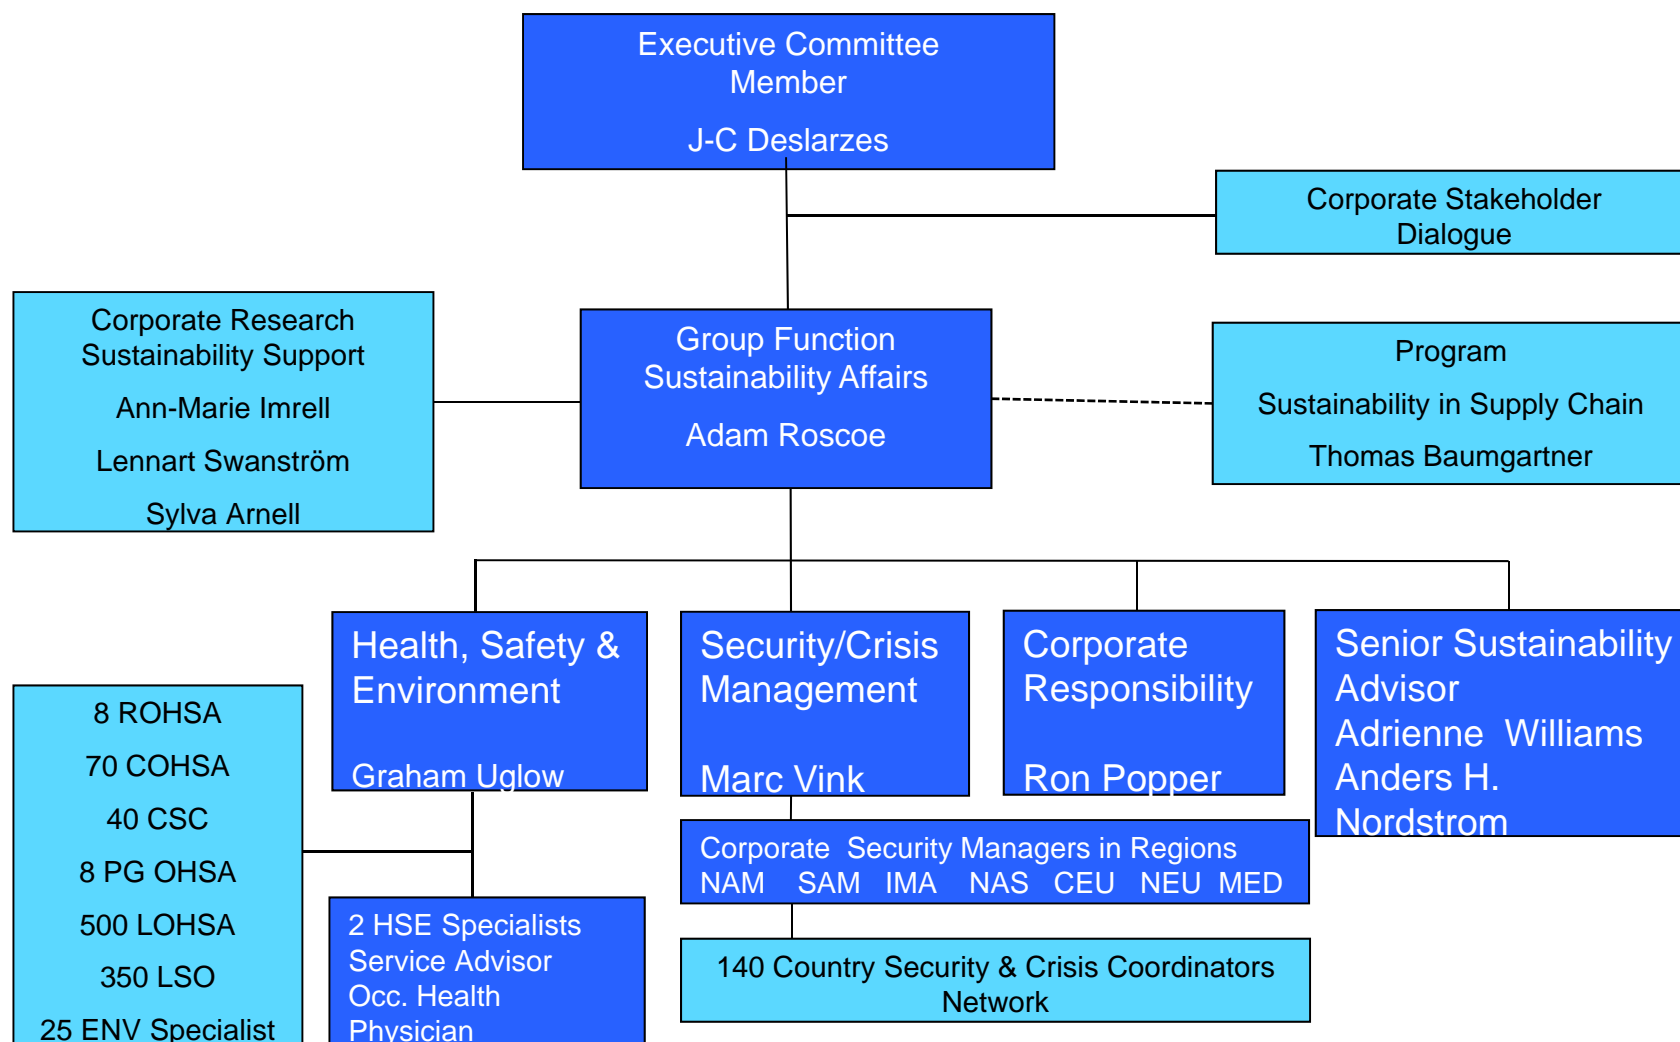 Executive Committee
Member
J-C Deslarzes
Corporate Stakeholder
Dialogue
Corporate Research
Sustainability Support
Ann-Marie Imrell
Lennart Swanström
Sylva Arnell
Group Function
Sustainability Affairs
Adam Roscoe
Program
Sustainability in Supply Chain
Thomas Baumgartner
Health, Safety &
Environment
Graham Uglow
Security/Crisis
Management
Marc Vink
Corporate
Responsibility
Ron Popper
Senior Sustainability
Advisor
Adrienne  Williams
Anders H.
Nordstrom
8 ROHSA
70 COHSA
40 CSC
8 PG OHSA
500 LOHSA
350 LSO
25 ENV Specialist
2 HSE Specialists
Service Advisor
Occ. Health
Physician
Corporate  Security Managers in Regions
NAM SAM IMA NAS CEU NEU MED
140 Country Security & Crisis Coordinators
Network